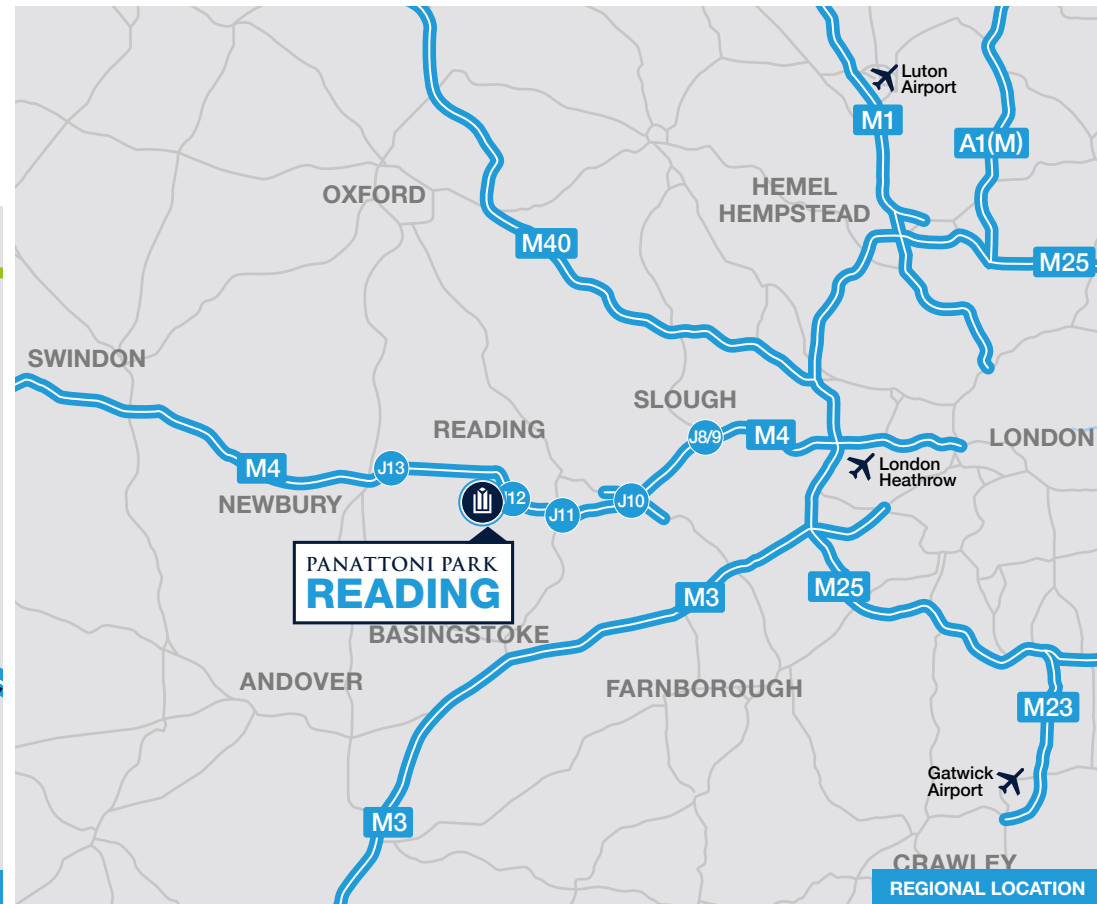 Luton
Airport
M1
A1(M)
HEMEL
HEMPSTEAD
OXFORD
M40
M25
SWINDON
SLOUGH
READING
J8/9
M4
LONDON
London
Heathrow
M4
J13
NEWBURY
J12
J11
J10
PANATTONI PARK
READING
M3
M25
BASINGSTOKE
ANDOVER
FARNBOROUGH
M23
Gatwick
Airport
M3
CRAWLEY
REGIONAL LOCATION